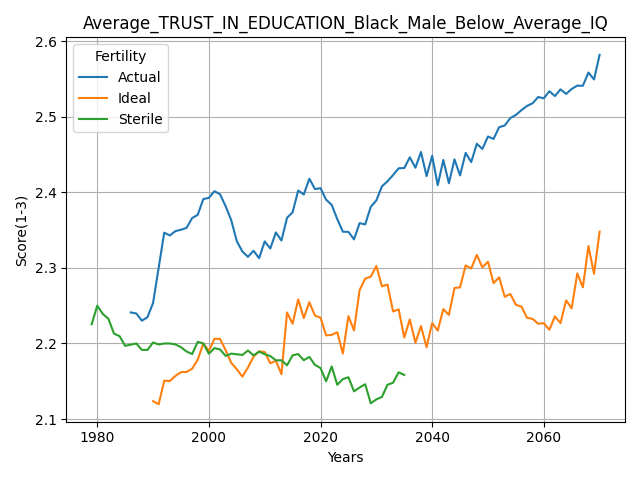 Average_TRUST_IN_EDUCATION_Black_Male_Below_Average_IQ
2.6
2.5
2.4
2.3
2.2
2.1
Score(1-3)
Fertility
Actual
Ideal
Sterile
1980
2000
2020
2040
2060
Years